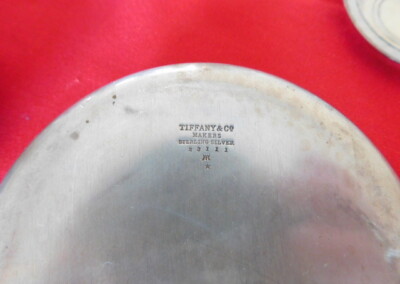 TIFFANY & Cº
MAKERS
STERLING SILVER
M